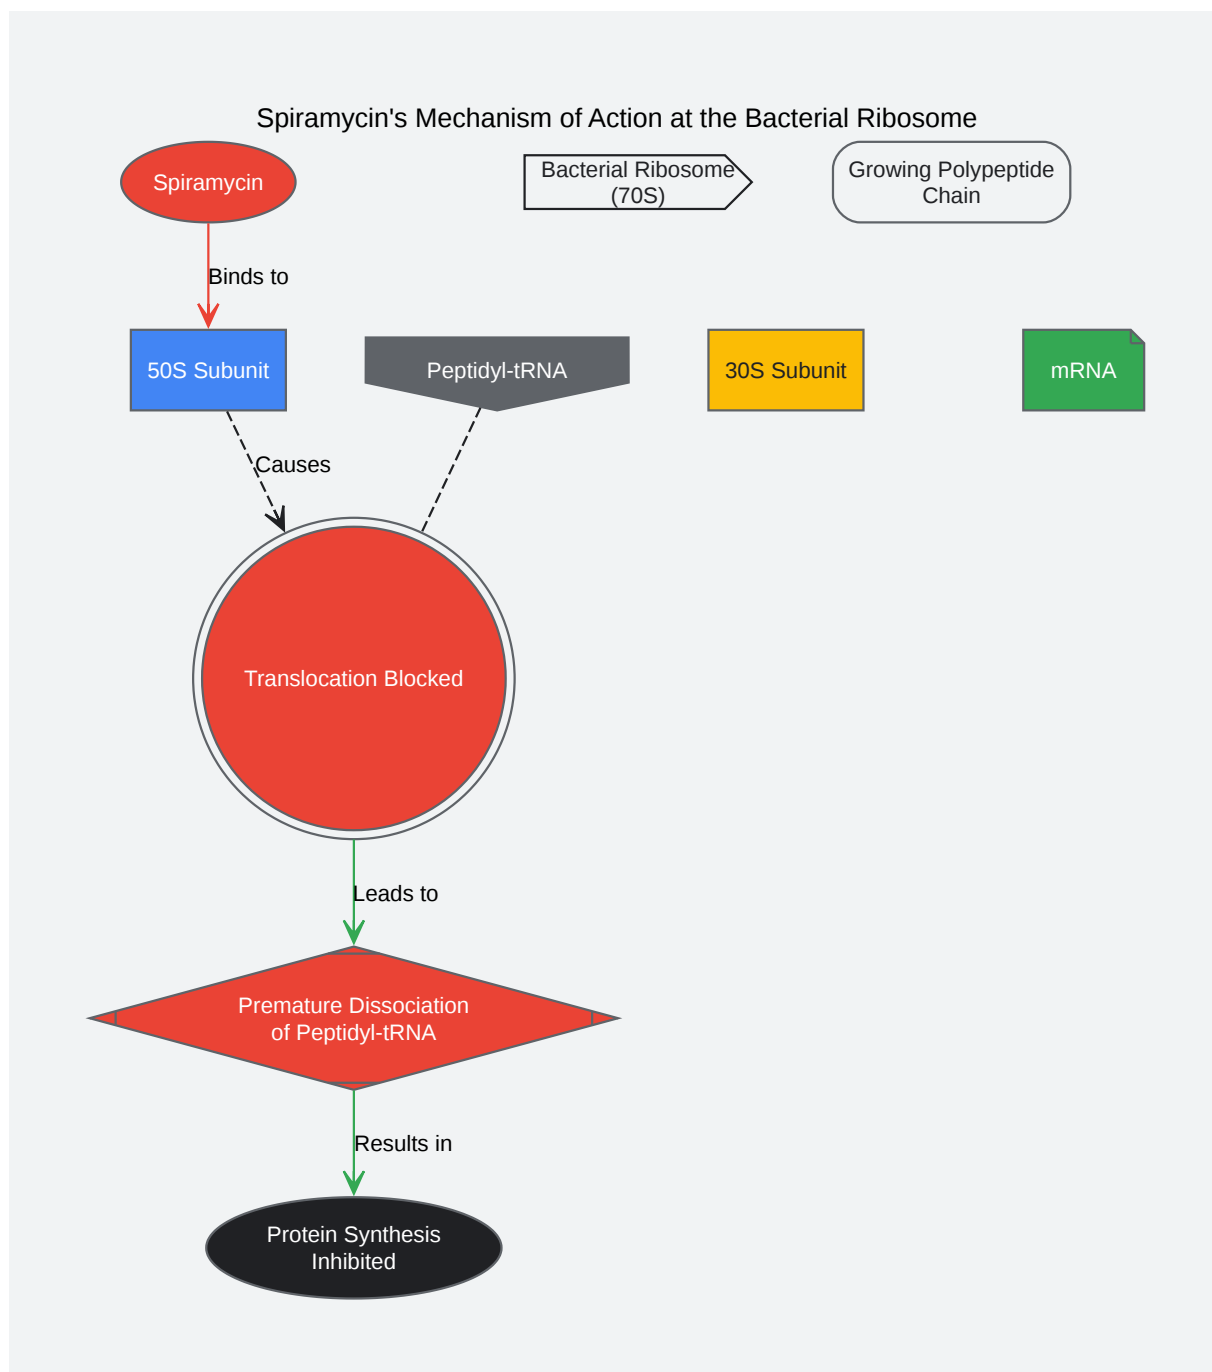 Spiramycin's Mechanism of Action at the Bacterial Ribosome
Spiramycin
Bacterial Ribosome
(70S)
Growing Polypeptide
Chain
Binds to
50S Subunit
Peptidyl-tRNA
30S Subunit
mRNA
Causes
Translocation Blocked
Leads to
Premature Dissociation
of Peptidyl-tRNA
Results in
Protein Synthesis
Inhibited